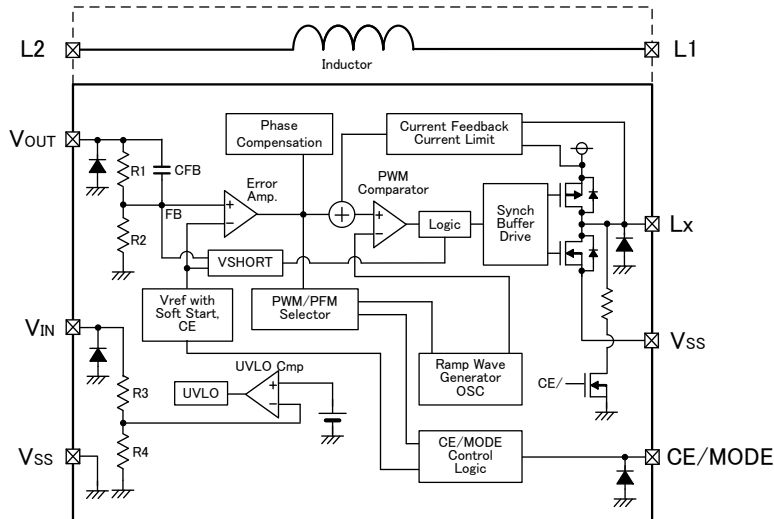 L2
L1
Inductor
VOUT
Phase
Compensation
Current Feedback
Current Limit
R1
CFB
Error
Amp.
PWM
Comparator
FB
R2
Logic
Synch
Buffer
Drive
Lx
VSHORT
Vref with
Soft Start,
CE
PWM/PFM
Selector
VIN
VSS
UVLO Cmp
Ramp Wave
Generator
OSC
CE/
R3
UVLO
R4
CE/MODE
Control
Logic
VSS
CE/MODE